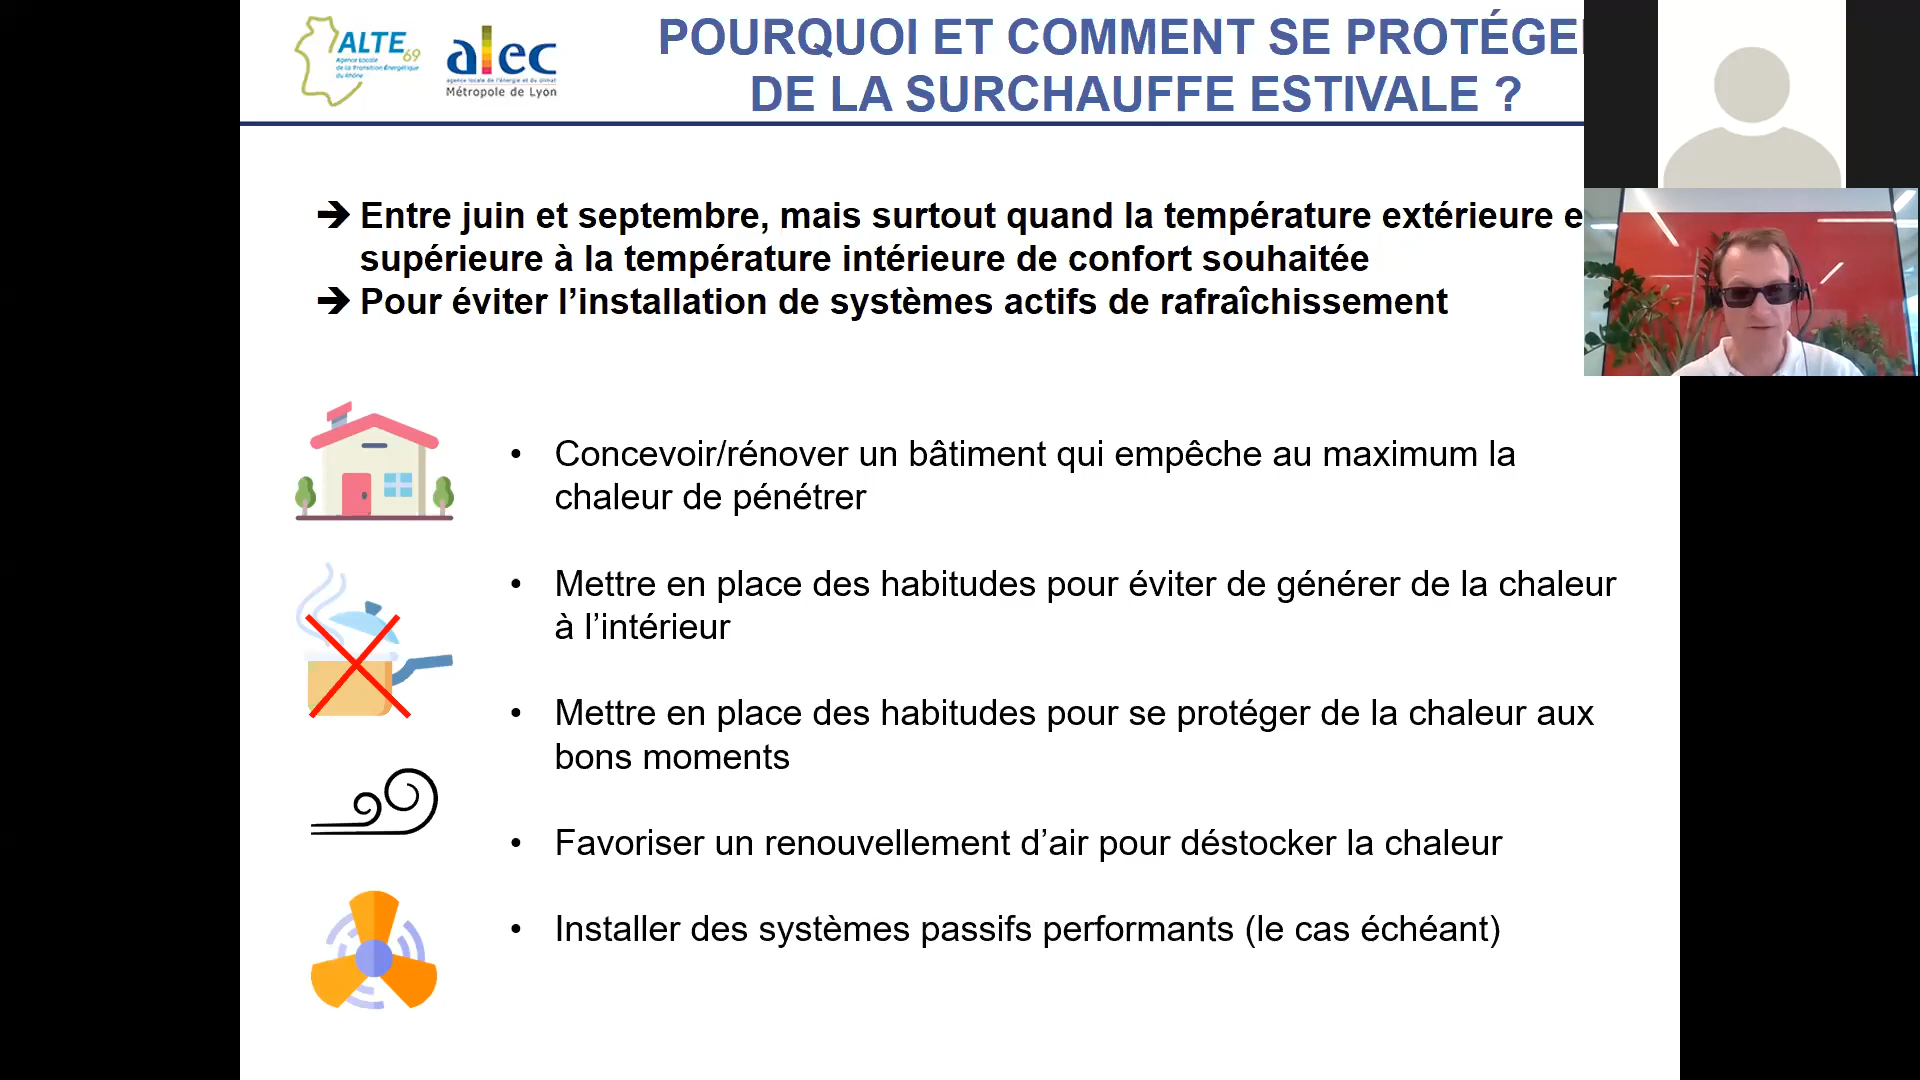 ALTE 69
Agence Locale
de la Transition Énergétique
du Rhône
alec
agence locale de l'énergie et du climat
Métropole de Lyon
POURQUOI ET COMMENT SE PROTÉGE
DE LA SURCHAUFFE ESTIVALE ?
➔ Entre juin et septembre, mais surtout quand la température extérieure e
supérieure à la température intérieure de confort souhaitée
➔ Pour éviter l’installation de systèmes actifs de rafraîchissement
• Concevoir/rénover un bâtiment qui empêche au maximum la
chaleur de pénétrer
• Mettre en place des habitudes pour éviter de générer de la chaleur
à l’intérieur
• Mettre en place des habitudes pour se protéger de la chaleur aux
bons moments
• Favoriser un renouvellement d’air pour déstocker la chaleur
• Installer des systèmes passifs performants (le cas échéant)